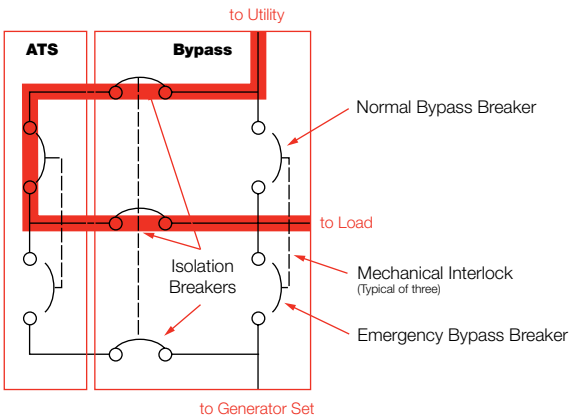 to Utility
ATS
Bypass
Normal Bypass Breaker
to Load
Isolation
Breakers
Mechanical Interlock
(Typical of three)
Emergency Bypass Breaker
to Generator Set